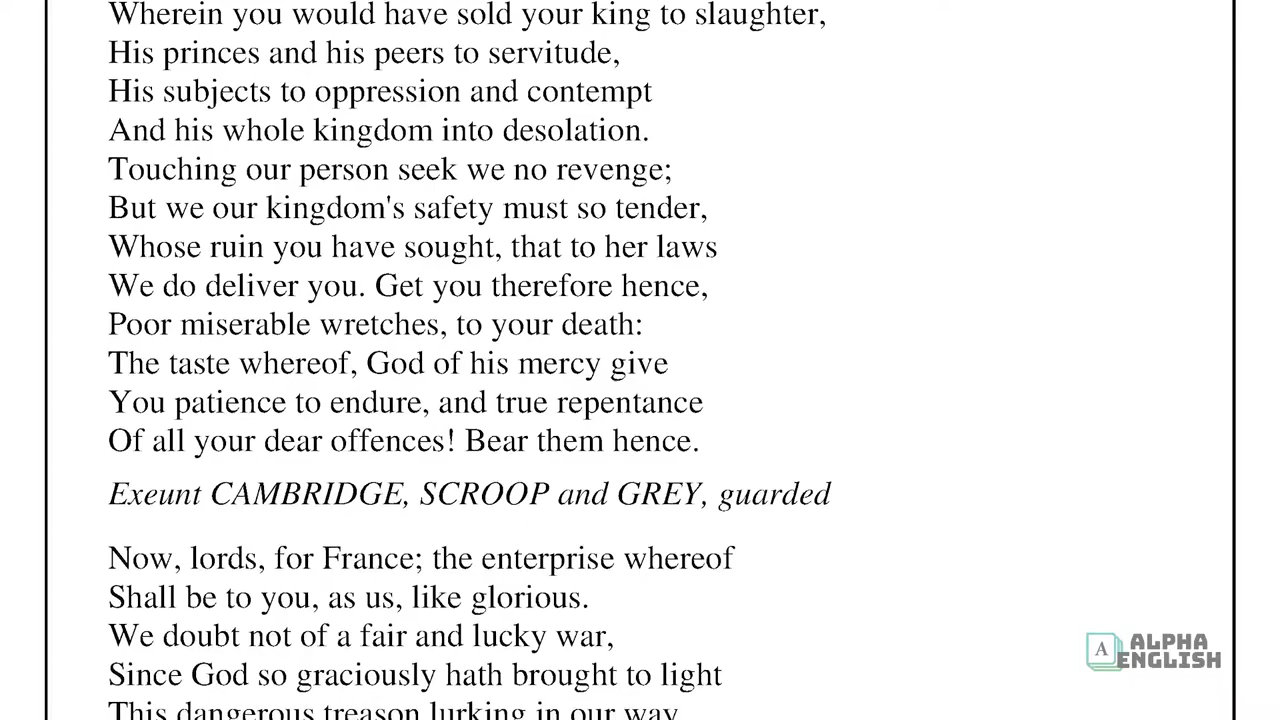 Wherein you would have sold your king to slaughter,
His princes and his peers to servitude,
His subjects to oppression and contempt
And his whole kingdom into desolation.
Touching our person seek we no revenge;
But we our kingdom's safety must so tender,
Whose ruin you have sought, that to her laws
We do deliver you. Get you therefore hence,
Poor miserable wretches, to your death:
The taste whereof, God of his mercy give
You patience to endure, and true repentance
Of all your dear offences! Bear them hence.
Exeunt CAMBRIDGE, SCROOP and GREY, guarded
Now, lords, for France; the enterprise whereof
Shall be to you, as us, like glorious.
We doubt not of a fair and lucky war,
Since God so graciously hath brought to light
This dangerous treason lurking in our way
A ALPHA
ENGLISH